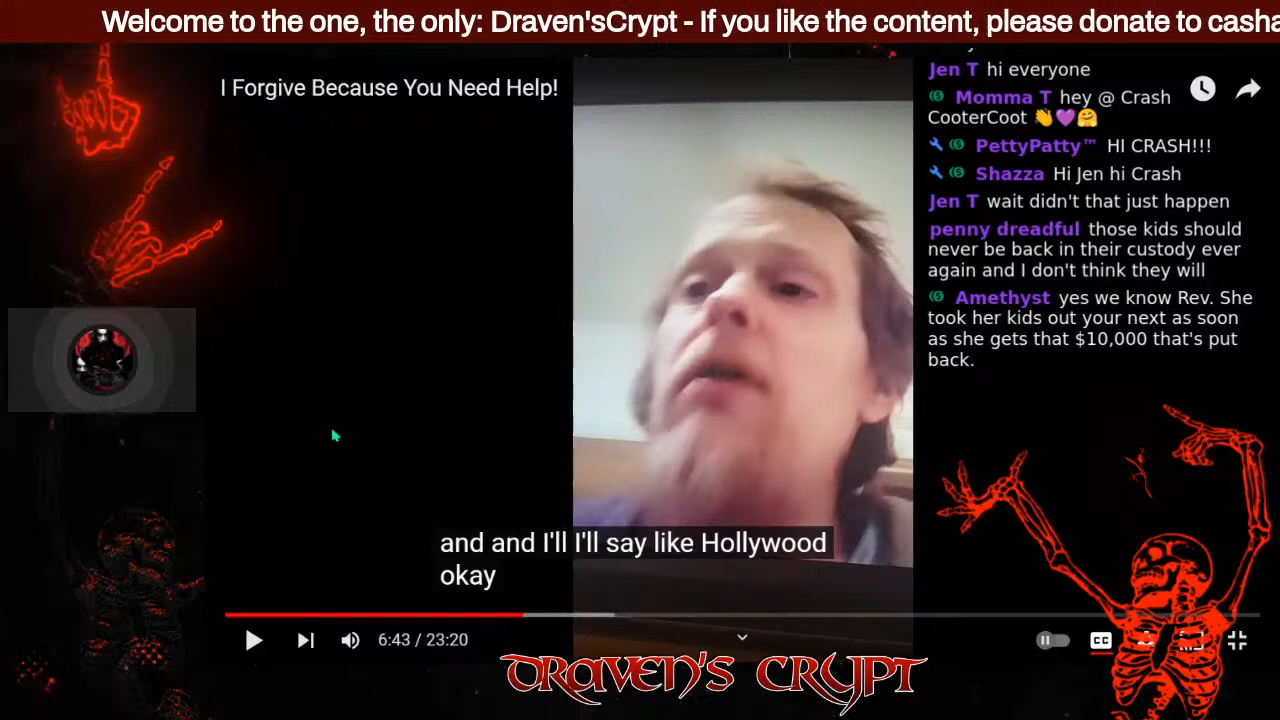 Welcome to the one, the only: Draven'sCrypt - If you like the content, please donate to casha
I Forgive Because You Need Help!
Jen T hi everyone
Momma T hey @ Crash
CooterCoot 👋💜🤗
PettyPatty™ HI CRASH!!!
Shazza Hi Jen hi Crash
Jen T wait didn't that just happen
penny dreadful those kids should
never be back in their custody ever
again and I don't think they will
Amethyst yes we know Rev. She
took her kids out your next as soon
as she gets that $10,000 that's put
back.
and and I'll I'll say like Hollywood
okay
6:43 / 23:20
CC
DRAVEN'S CRYPT